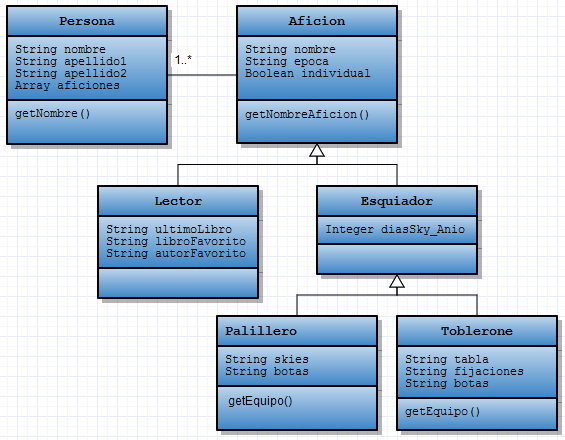 Persona
String nombre
String apellido1
String apellido2
Array aficiones
getNombre()
1..*
Aficion
String nombre
String epoca
Boolean individual
getNombreAficion()
Lector
String ultimoLibro
String libroFavorito
String autorFavorito
Esquiador
Integer diasSky_Anio
Palillero
String skies
String botas
getEquipo()
Toblerone
String tabla
String fijaciones
String botas
getEquipo()